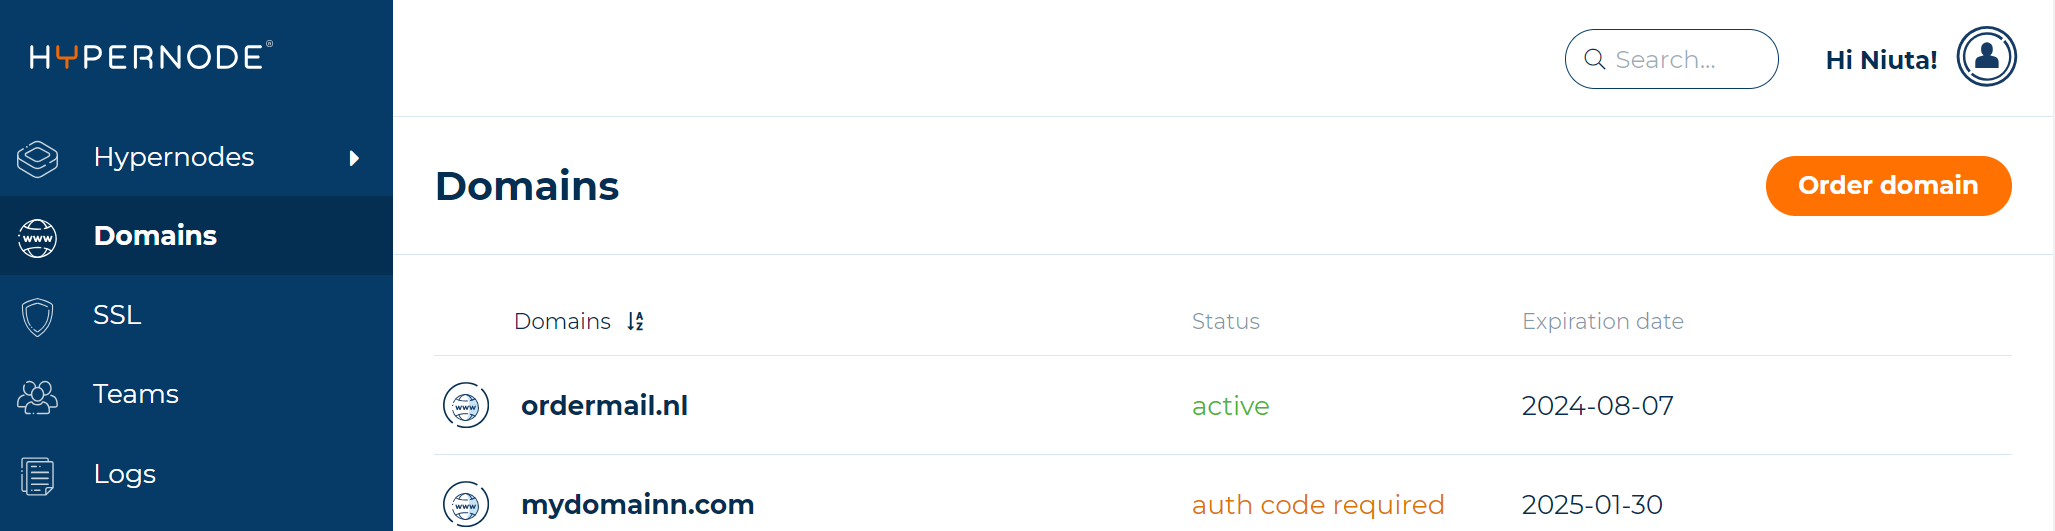 HYPERNODE®
Search...
Hi Niuta!
Hypernodes
Domains
SSL
Teams
Logs
Domains
Order domain
Domains Status Expiration date
www ordermail.nl active 2024-08-07
www mydomainn.com auth code required 2025-01-30